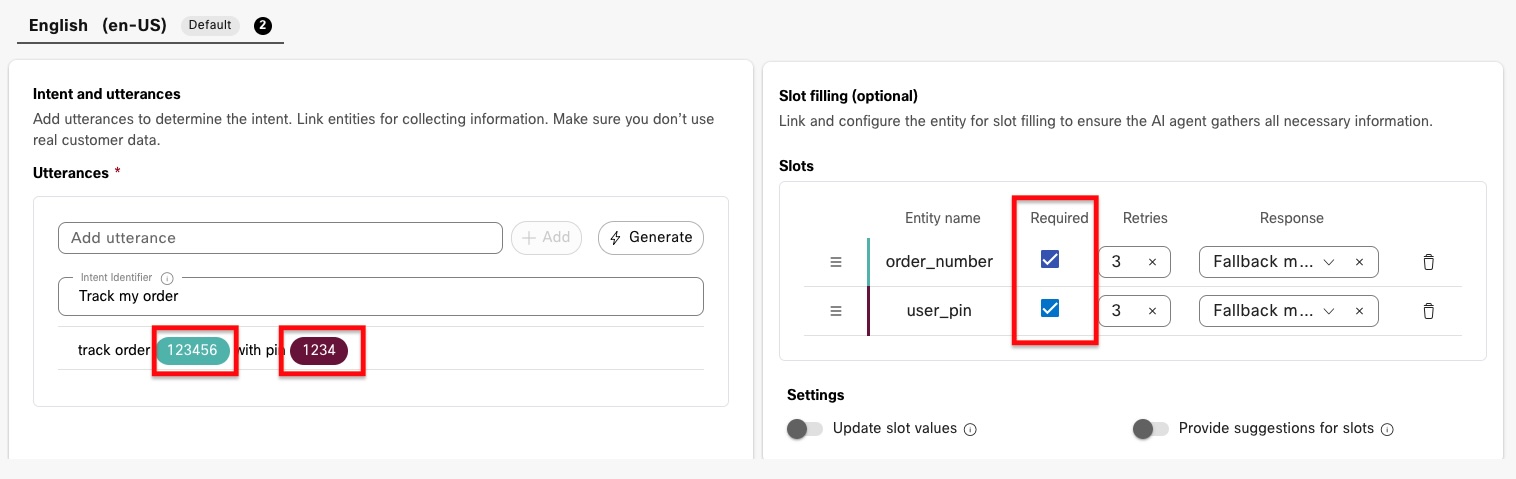 English (en-US) Default 2
Intent and utterances
Add utterances to determine the intent. Link entities for collecting information. Make sure you don’t use
real customer data.
Utterances *
Add utterance
+ Add
Generate
Intent Identifier
Track my order
track order 123456 with pin 1234
Slot filling (optional)
Link and configure the entity for slot filling to ensure the AI agent gathers all necessary information.
Slots
Entity name Required Retries Response
order_number 3 × Fallback m... ×
user_pin 3 × Fallback m... ×
Settings
Update slot values
Provide suggestions for slots